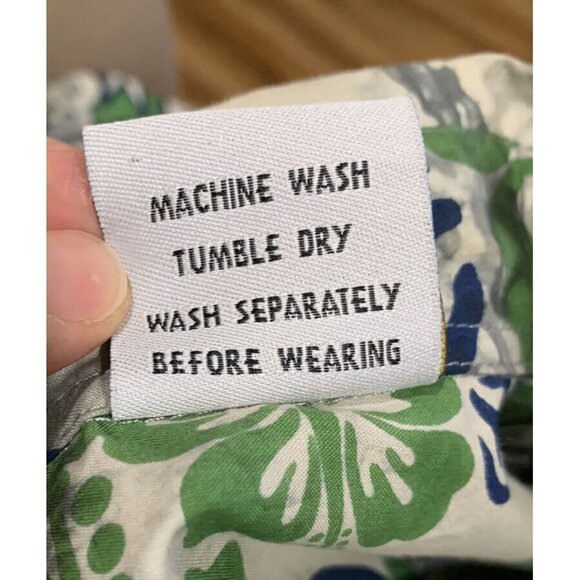 MACHINE WASH
TUMBLE DRY
WASH SEPARATELY
BEFORE WEARING